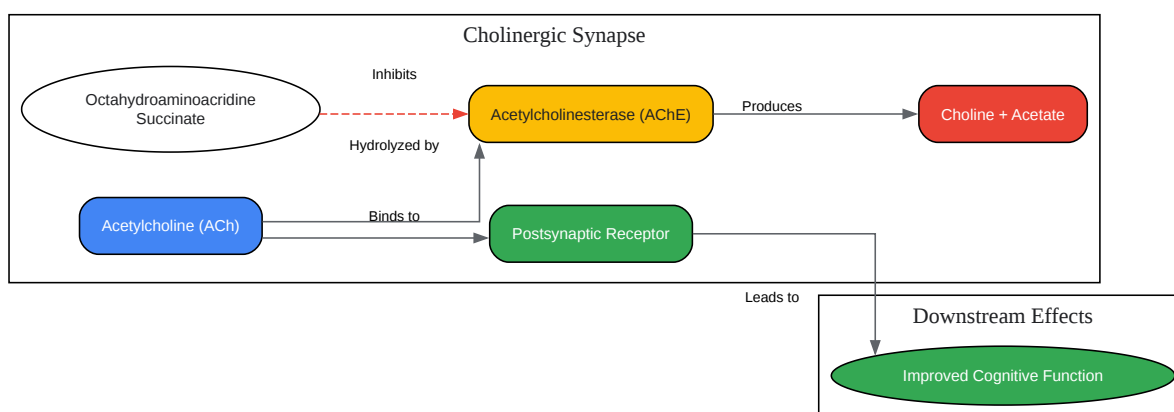 Cholinergic Synapse
Octahydroaminoacridine
Succinate
Inhibits
Acetylcholinesterase (AChE)
Produces
Choline + Acetate
Hydrolyzed by
Acetylcholine (ACh)
Binds to
Postsynaptic Receptor
Leads to
Downstream Effects
Improved Cognitive Function